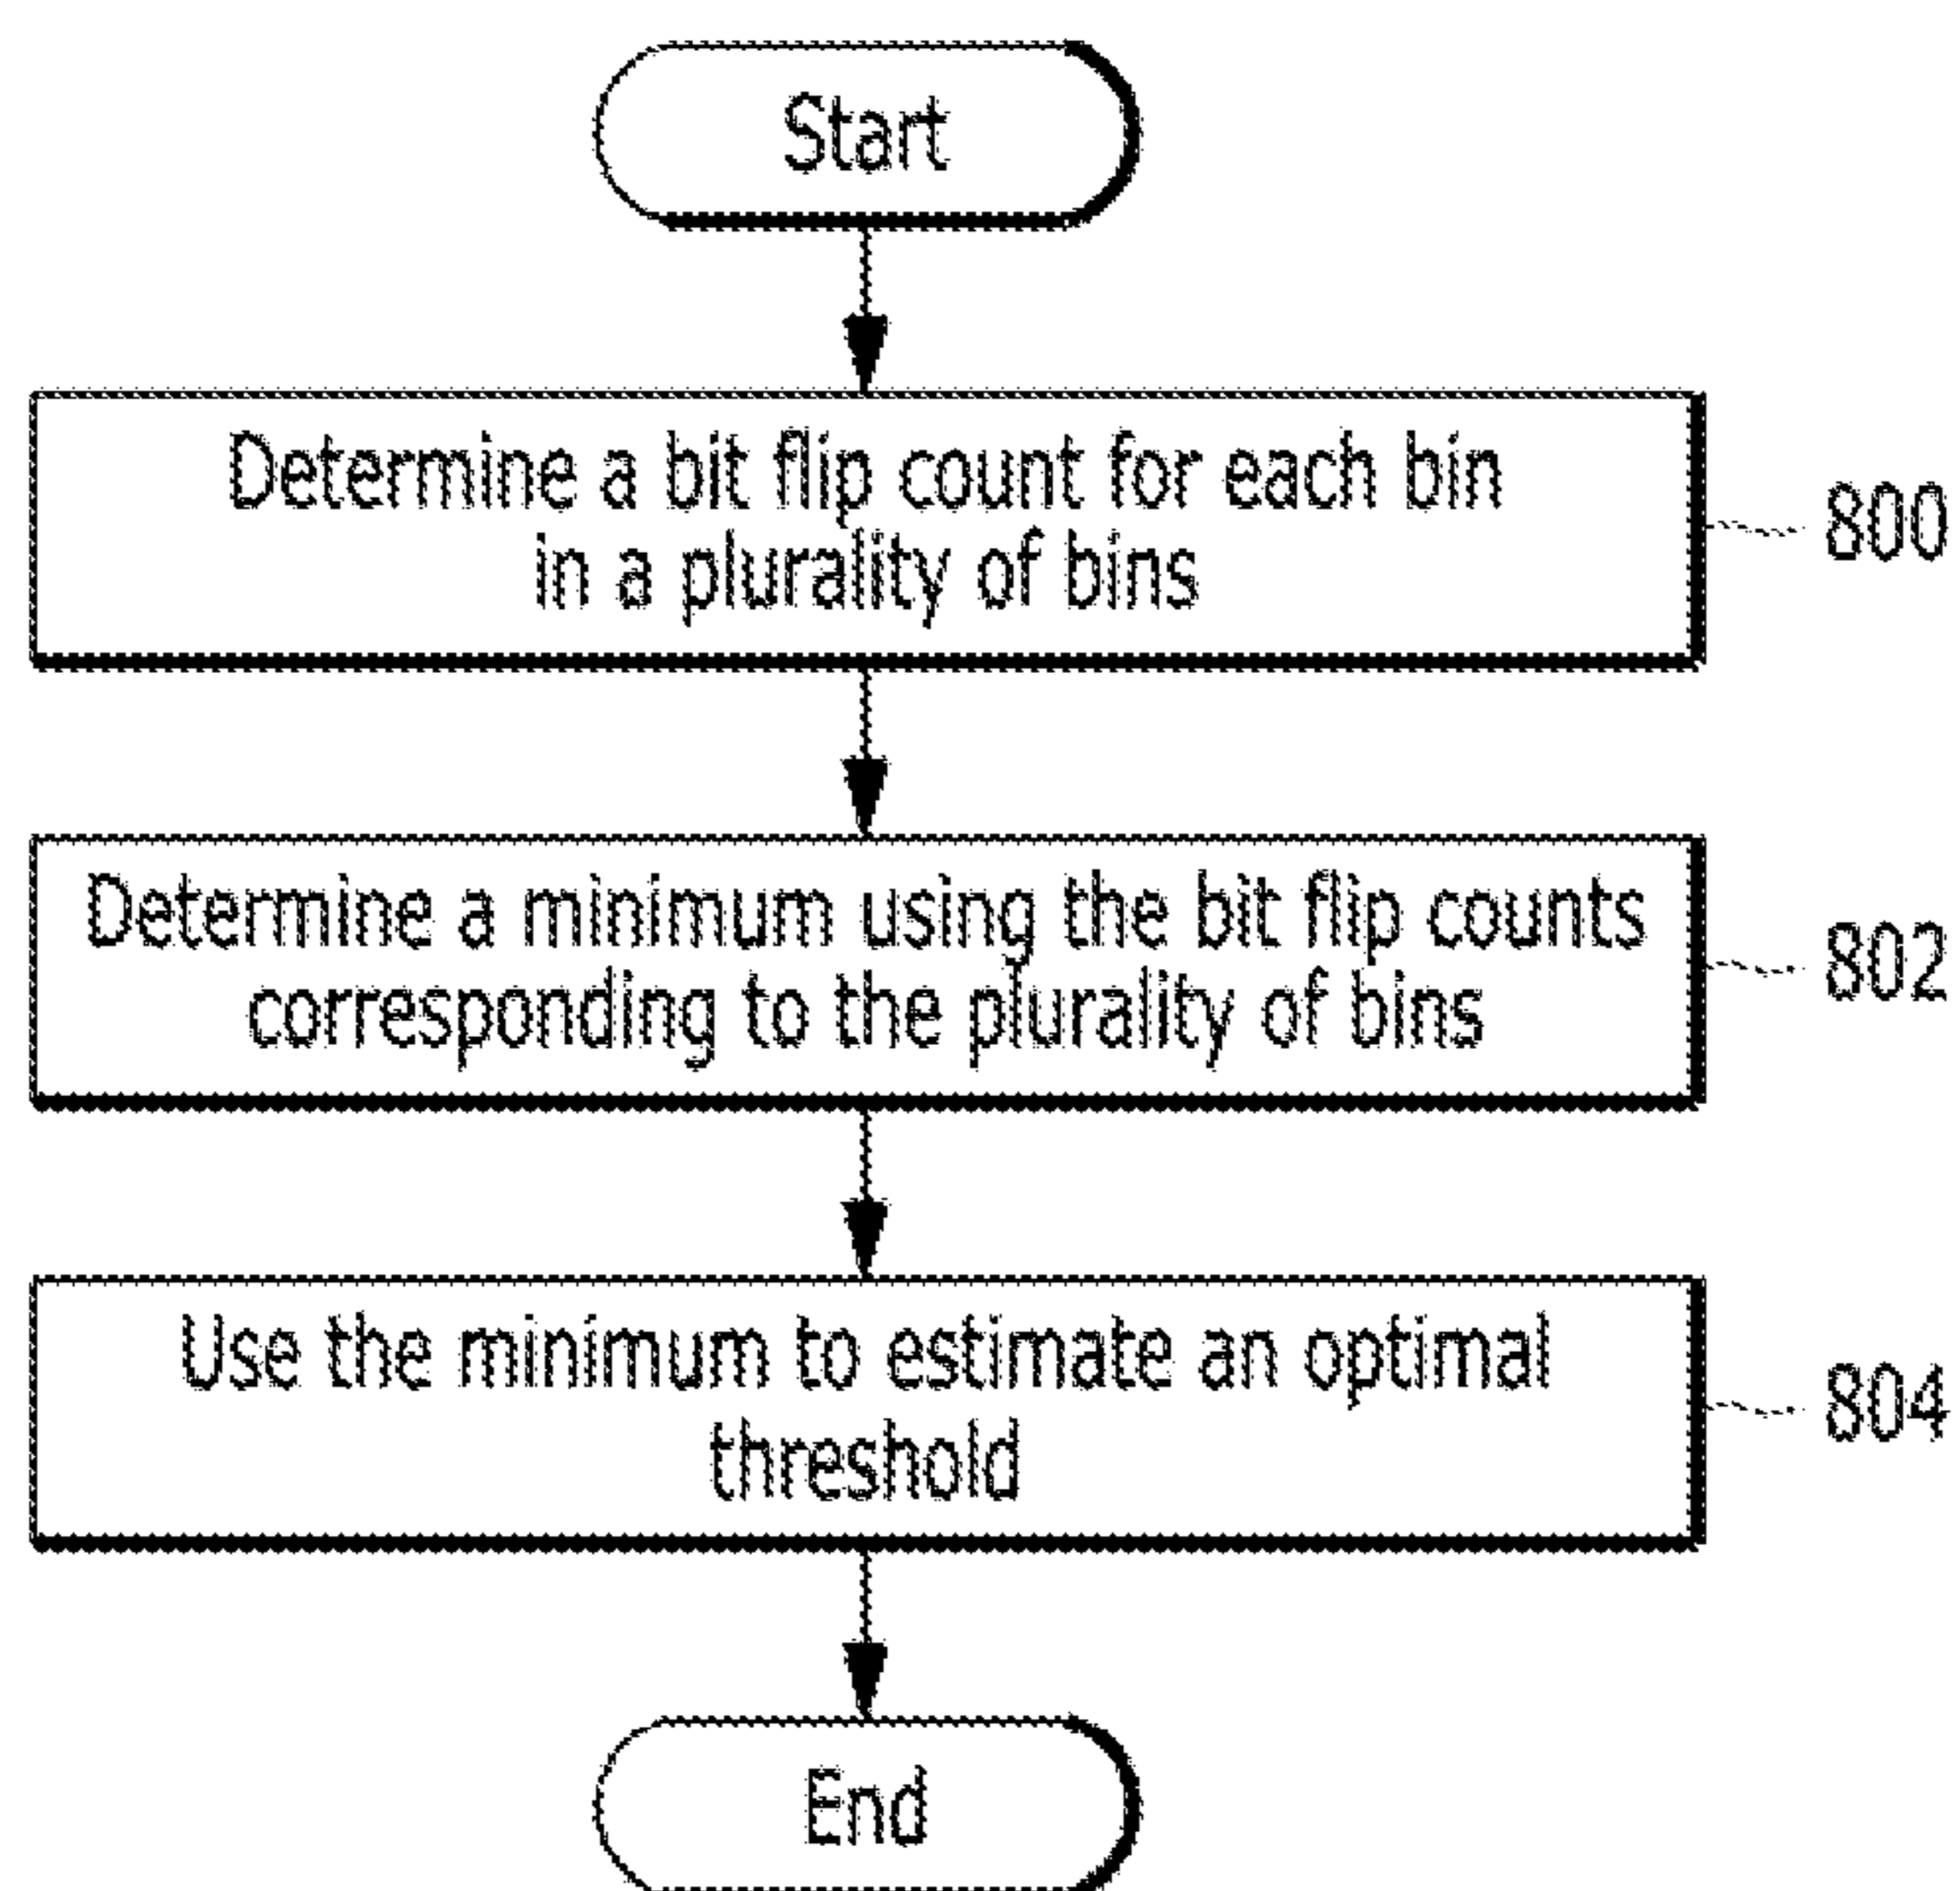 Start
Determine a bit flip count for each bin
in a plurality of bins
800
Determine a minimum using the bit flip counts
corresponding to the plurality of bins
802
Use the minimum to estimate an optimal
threshold
804
End